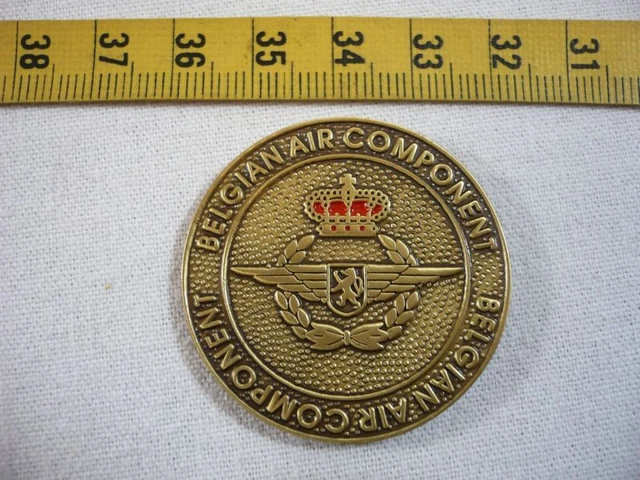 38 37 36 35 34 33 32 31
BELGIAN AIR COMPONENT
BELGIAN AIR COMPONENT